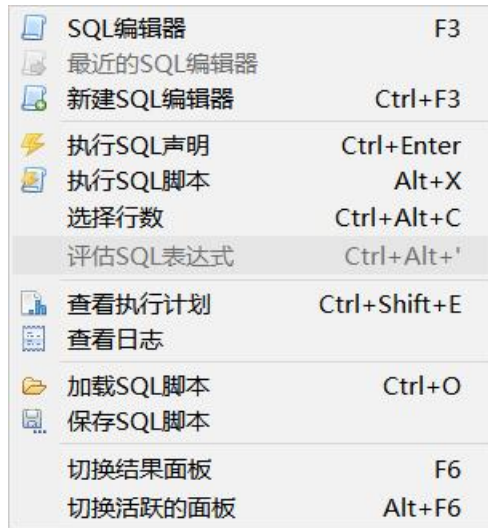 SQL编辑器 F3
最近的SQL编辑器
新建SQL编辑器 Ctrl+F3
执行SQL声明 Ctrl+Enter
执行SQL脚本 Alt+X
选择行数 Ctrl+Alt+C
评估SQL表达式 Ctrl+Alt+'
查看执行计划 Ctrl+Shift+E
查看日志
加载SQL脚本 Ctrl+O
保存SQL脚本
切换结果面板 F6
切换活跃的面板 Alt+F6